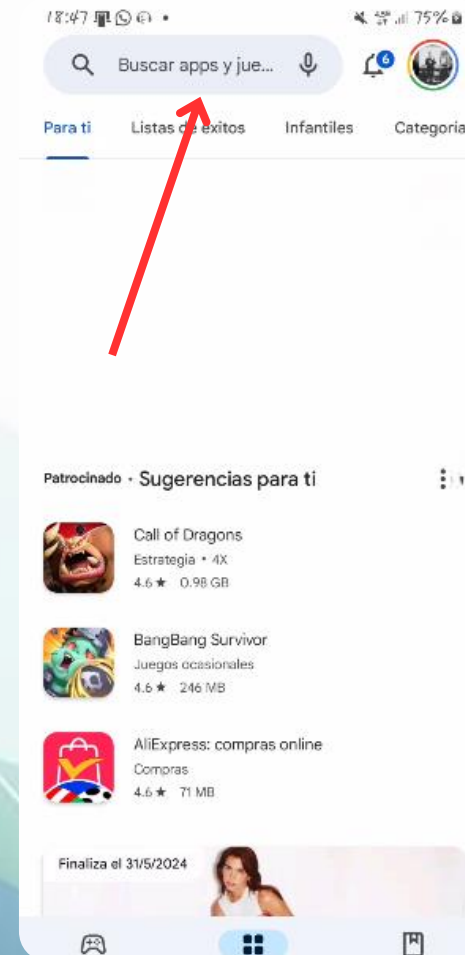 18:47
75%
Buscar apps y jue...
6
Para ti Listas de éxitos Infantiles Categoría
Patrocinado · Sugerencias para ti
Call of Dragons
Estrategia • 4X
4.6 ★ 0.98 GB
BangBang Survivor
Juegos ocasionales
4.6 ★ 246 MB
AliExpress: compras online
Compras
4.6 ★ 71 MB
Finaliza el 31/5/2024